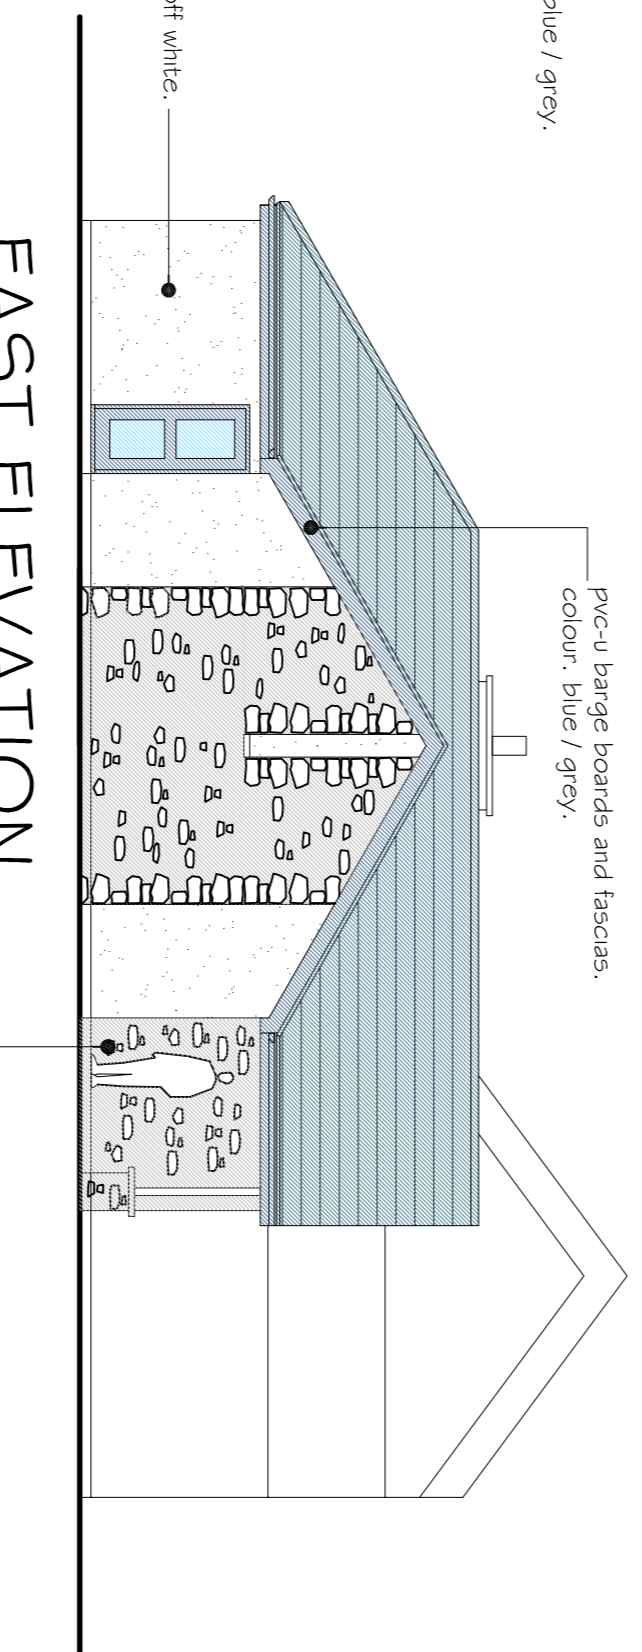 blue / grey.
pvc-u barge boards and fascias.
colour. blue / grey.
off white.
EAST ELEVATION